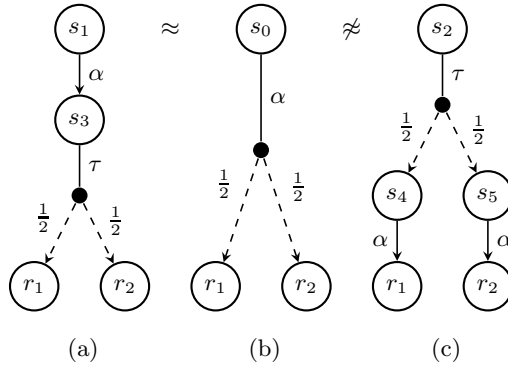 s₁ ≈ s₀ ≉ s₂
α τ
s₃ α
τ ½ ½
½ ½ ½ ½ s₄ s₅
α α
r₁ r₂ r₁ r₂ r₁ r₂
(a) (b) (c)